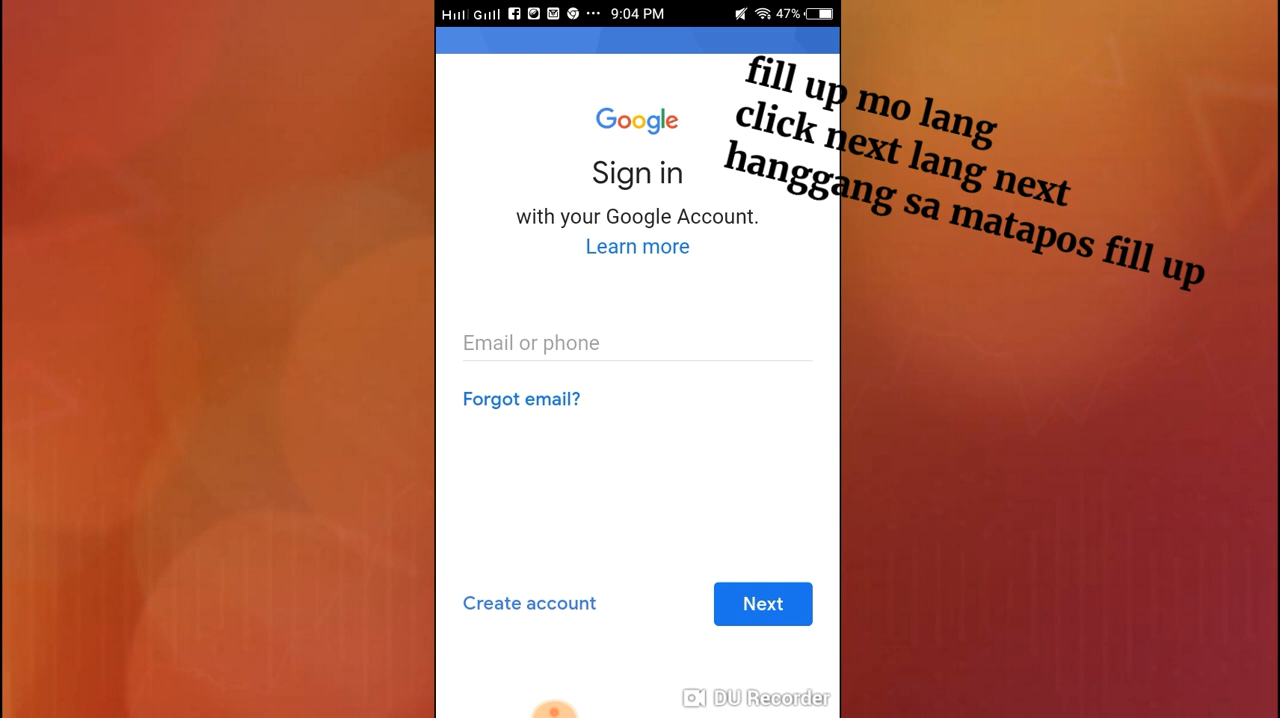 9:04 PM
47%
Google
Sign in
with your Google Account.
Learn more
fill up mo lang
click next lang next
hanggang sa matapos fill up
Email or phone
Forgot email?
Create account
Next
DU Recorder